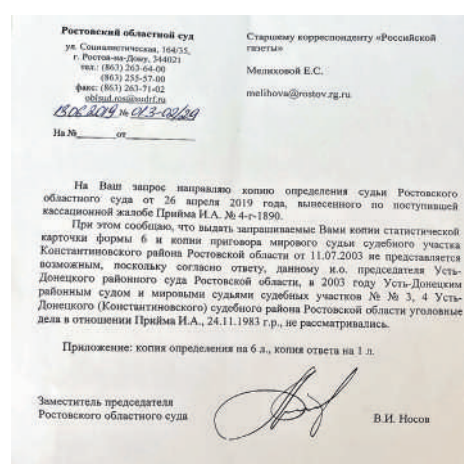 Ростовский областной суд
ул. Социалистическая, 164/35,
г. Ростов-на-Дону, 344021
тел.: (863) 263-64-00
(863) 255-57-00
факс: (863) 263-71-02
oblsud.ros@sudrf.ru
13.06.2019 № 013-02/29
На №______от______
Старшему корреспонденту «Российской
газеты»
Мелиховой Е.С.
melihova@rostov.rg.ru
На Ваш запрос направляю копию определения судьи Ростовского
областного суда от 26 апреля 2019 года, вынесенного по поступившей
кассационной жалобе Прийма И.А. № 4-г-1890.
При этом сообщаю, что выдать запрашиваемые Вами копии статистической
карточки формы 6 и копии приговора мирового судьи судебного участка
Константиновского района Ростовской области от 11.07.2003 не представляется
возможным, поскольку согласно ответу, данному и.о. председателя Усть-
Донецкого районного суда Ростовской области, в 2003 году Усть-Донецким
районным судом и мировыми судьями судебных участков № № 3, 4 Усть-
Донецкого (Константиновского) судебного района Ростовской области уголовные
дела в отношении Прийма И.А., 24.11.1983 г.р., не рассматривались.
Приложение: копия определения на 6 л., копия ответа на 1 л.
Заместитель председателя
Ростовского областного суда
В.И. Носов